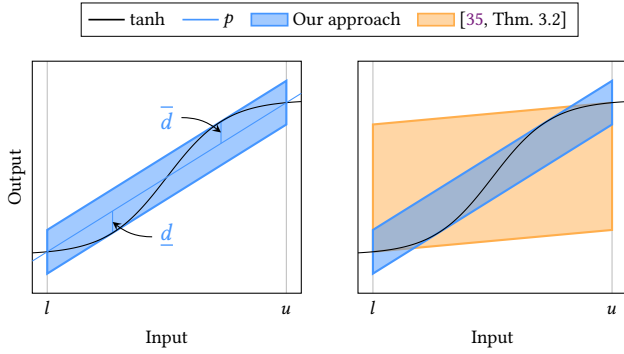 tanh p Our approach [35, Thm. 3.2]
Output
d
d
l u l u
Input Input